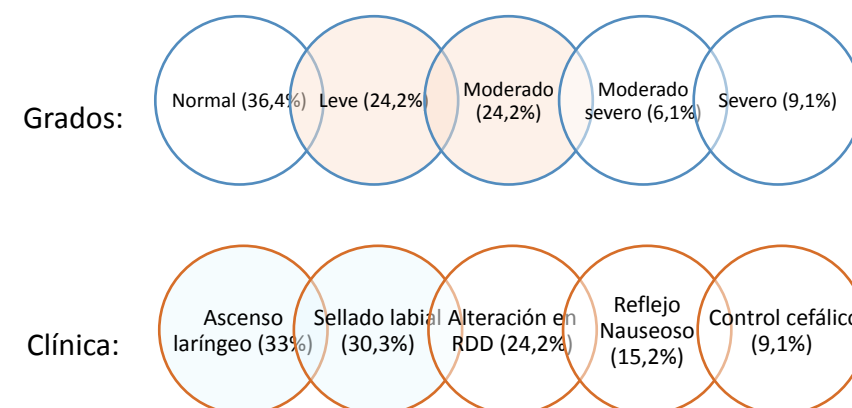 Grados:
Normal (36,4%)
Leve (24,2%)
Moderado
(24,2%)
Moderado
severo (6,1%)
Severo (9,1%)
Clínica:
Ascenso
laríngeo (33%)
Sellado labial
(30,3%)
Alteración en
RDD (24,2%)
Reflejo
Nauseoso
(15,2%)
Control cefálico
(9,1%)